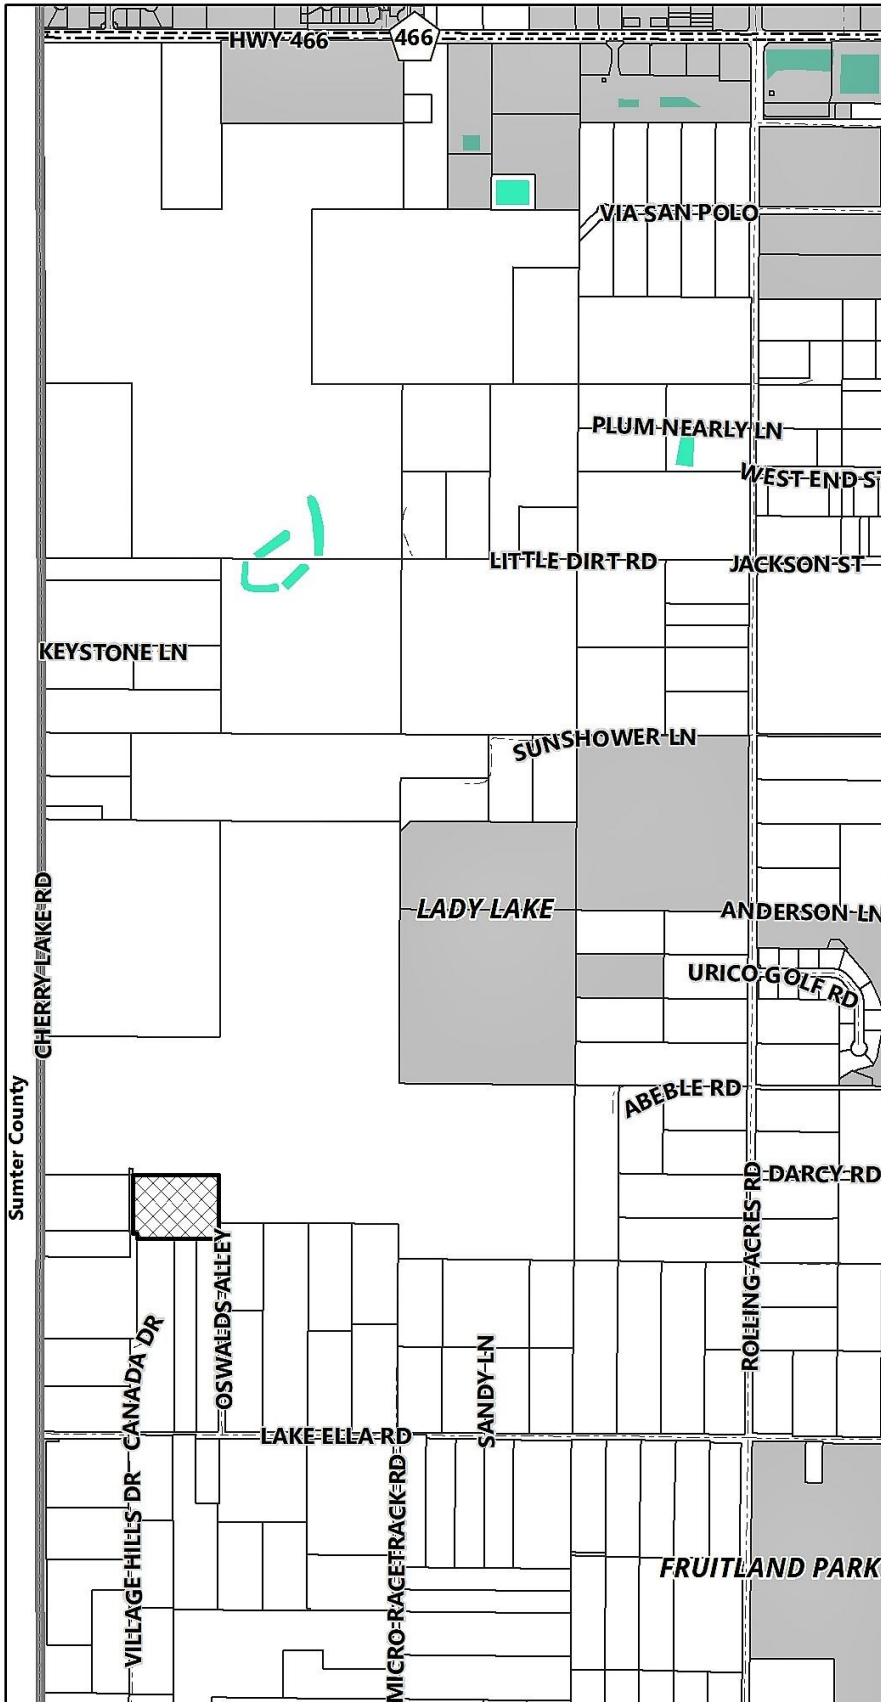 HWY 466
466
VIA SAN POLO
PLUM NEARLY LN
WEST END ST
LITTLE DIRT RD
JACKSON ST
KEYSTONE LN
SUNSHOWER LN
LADY LAKE
CHERRY LAKE RD
ANDERSON LN
URICO GOLF RD
Sumter County
ABEBLE RD
DARCY RD
ROLLING ACRES RD
OSWALDS ALLEY
CANADA DR
SANDY LN
LAKE ELLA RD
VILLAGE HILLS DR
MICRO RACETRACK RD
FRUITLAND PARK